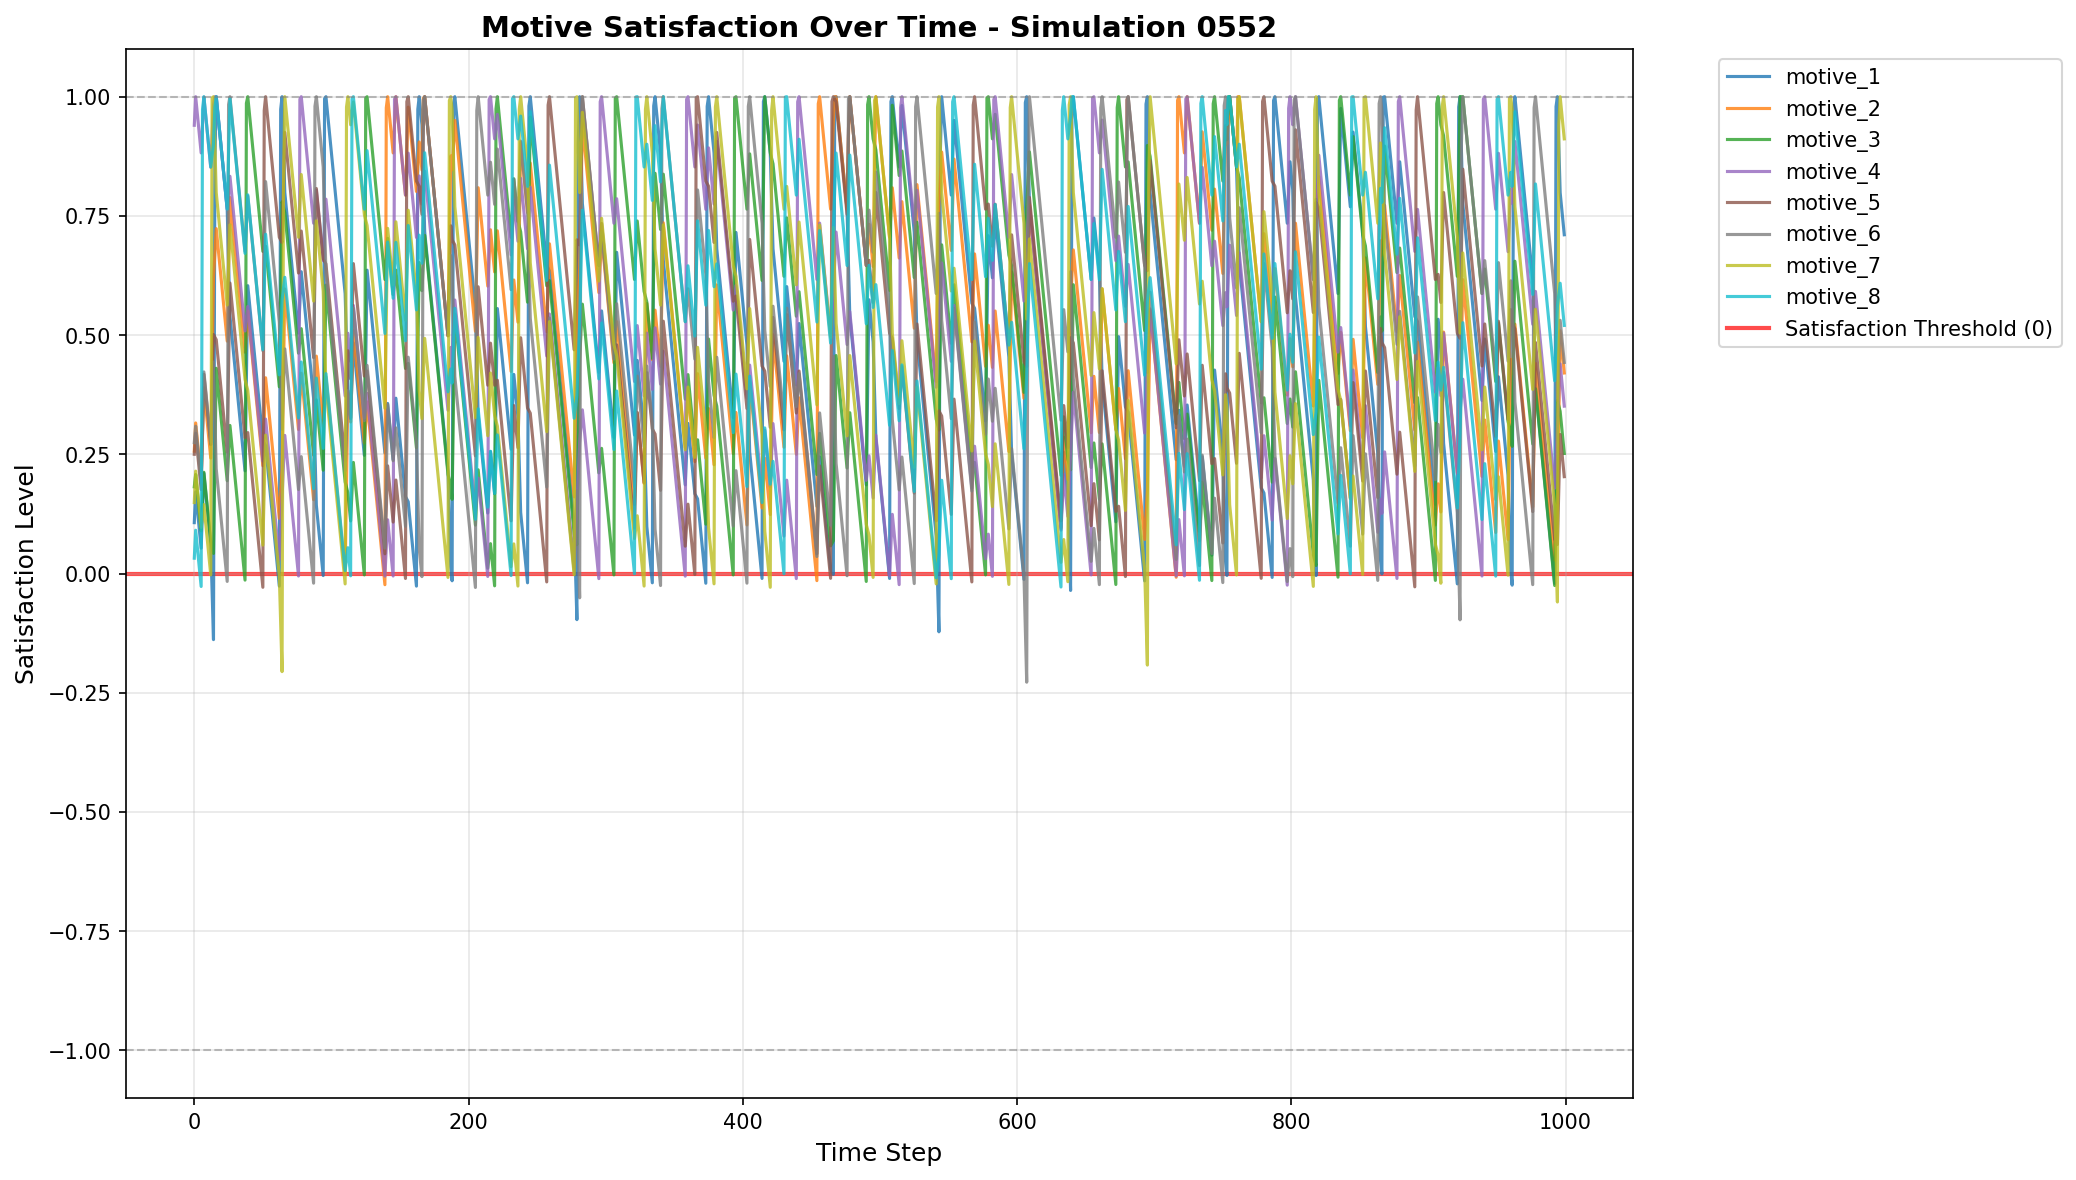 Motive Satisfaction Over Time - Simulation 0552
1.00
0.75
0.50
0.25
0.00
−0.25
−0.50
−0.75
−1.00
Satisfaction Level
0
200
400
600
800
1000
Time Step
motive_1
motive_2
motive_3
motive_4
motive_5
motive_6
motive_7
motive_8
Satisfaction Threshold (0)